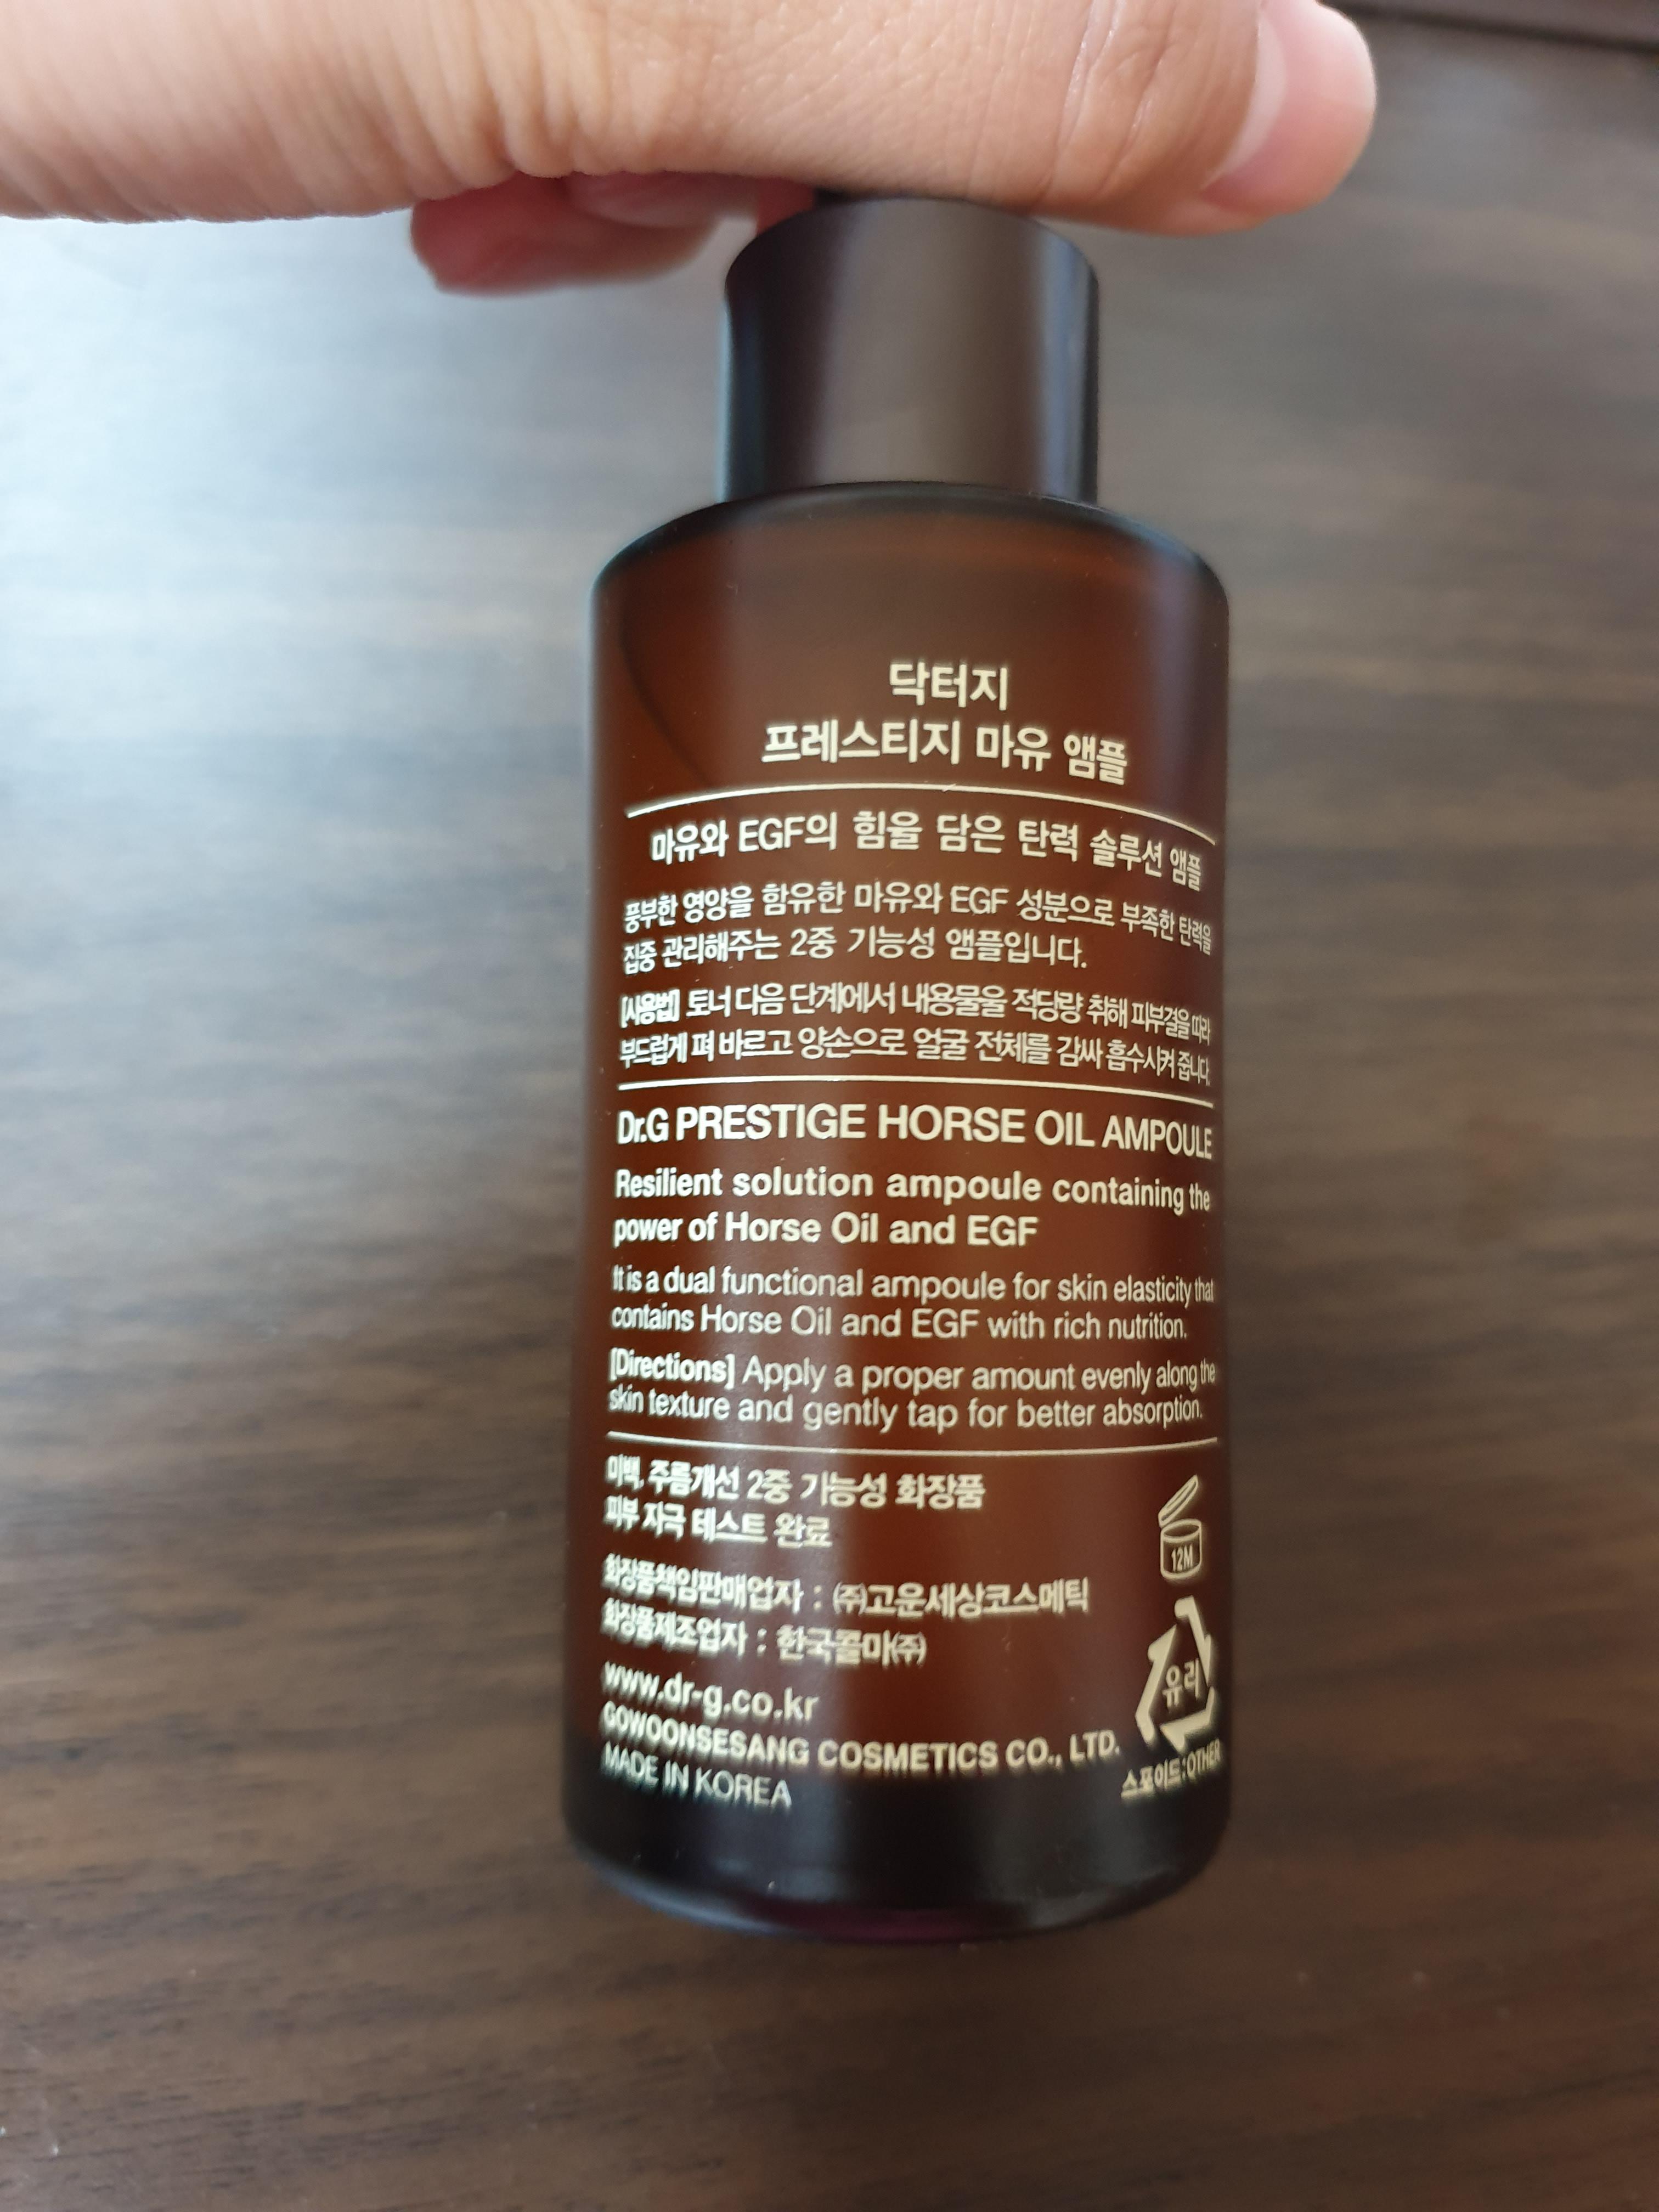 닥터지
프레스티지 마유 앰플
마유와 EGF의 힘을 담은 탄력 솔루션 앰플
풍부한 영양을 함유한 마유와 EGF 성분으로 부족한 탄력을
집중 관리해주는 2중 기능성 앰플입니다.
[사용법] 토너 다음 단계에서 내용물을 적당량 취해 피부결을 따라
부드럽게 펴 바르고 양손으로 얼굴 전체를 감싸 흡수시켜 줍니다.
Dr.G PRESTIGE HORSE OIL AMPOULE
Resilient solution ampoule containing the
power of Horse Oil and EGF
It is a dual functional ampoule for skin elasticity that
contains Horse Oil and EGF with rich nutrition.
[Directions] Apply a proper amount evenly along the
skin texture and gently tap for better absorption.
미백, 주름개선 2중 기능성 화장품
피부 자극 테스트 완료
12M
화장품책임판매업자 : ㈜고운세상코스메틱
화장품제조업자 : 한국콜마㈜
유리
www.dr-g.co.kr
GOWOONSESANG COSMETICS CO., LTD.
스포이드:OTHER
MADE IN KOREA